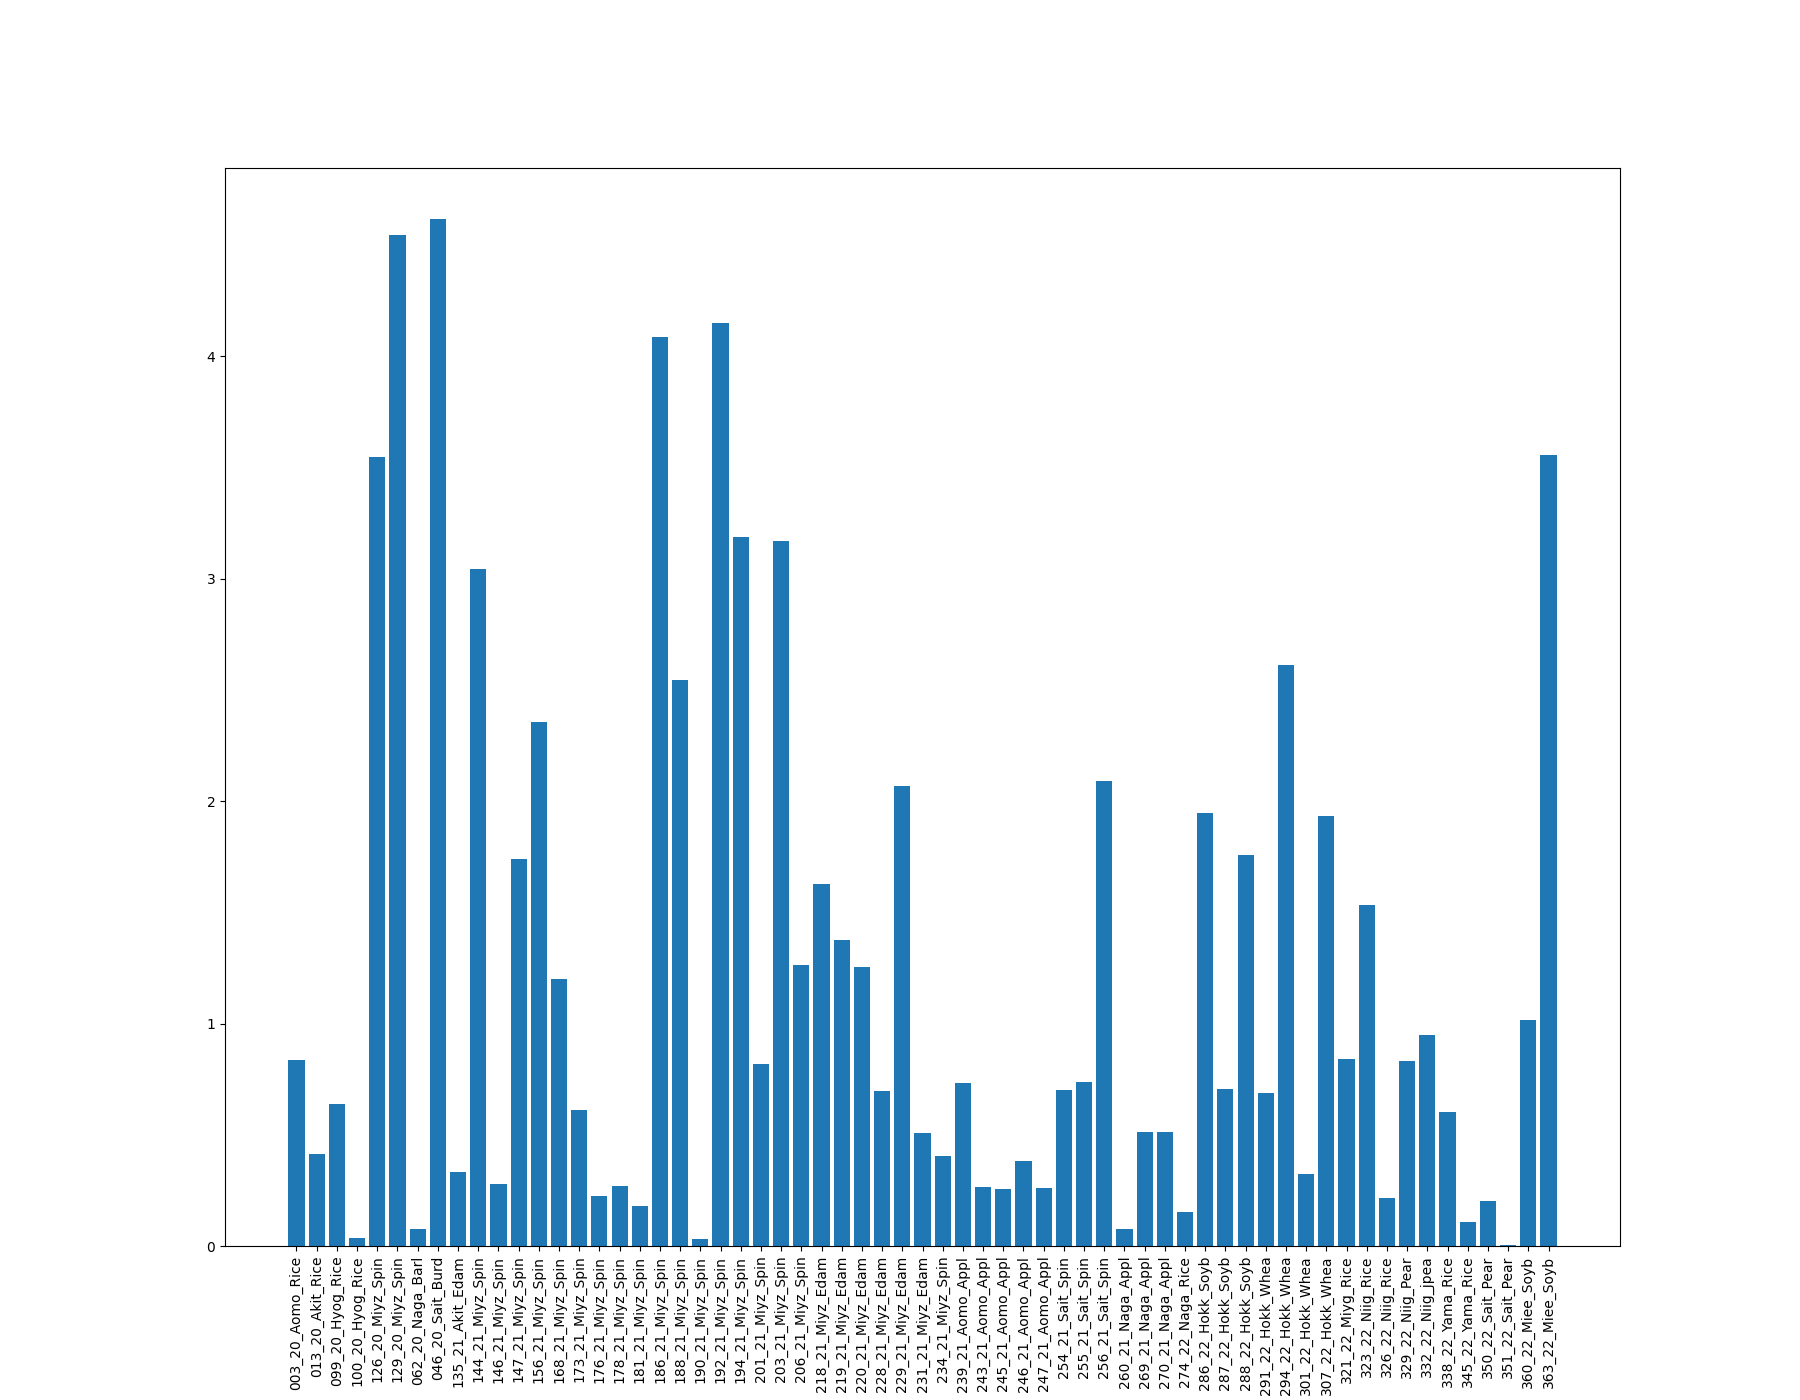 4
3
2
1
0
003_20_Aomo_Rice
013_20_Akit_Rice
099_20_Hyog_Rice
100_20_Hyog_Rice
126_20_Miyz_Spin
129_20_Miyz_Spin
062_20_Naga_Barl
046_20_Sait_Burd
135_21_Akit_Edam
144_21_Miyz_Spin
146_21_Miyz_Spin
147_21_Miyz_Spin
156_21_Miyz_Spin
168_21_Miyz_Spin
173_21_Miyz_Spin
176_21_Miyz_Spin
178_21_Miyz_Spin
181_21_Miyz_Spin
186_21_Miyz_Spin
188_21_Miyz_Spin
190_21_Miyz_Spin
192_21_Miyz_Spin
194_21_Miyz_Spin
201_21_Miyz_Spin
203_21_Miyz_Spin
206_21_Miyz_Spin
218_21_Miyz_Edam
219_21_Miyz_Edam
220_21_Miyz_Edam
228_21_Miyz_Edam
229_21_Miyz_Edam
231_21_Miyz_Edam
234_21_Miyz_Spin
239_21_Aomo_Appl
243_21_Aomo_Appl
245_21_Aomo_Appl
246_21_Aomo_Appl
247_21_Aomo_Appl
254_21_Sait_Spin
255_21_Sait_Spin
256_21_Sait_Spin
260_21_Naga_Appl
269_21_Naga_Appl
270_21_Naga_Appl
274_22_Naga_Rice
286_22_Hokk_Soyb
287_22_Hokk_Soyb
288_22_Hokk_Soyb
291_22_Hokk_Whea
294_22_Hokk_Whea
301_22_Hokk_Whea
307_22_Hokk_Whea
321_22_Miyg_Rice
323_22_Niig_Rice
326_22_Niig_Rice
329_22_Niig_Pear
332_22_Niig_jpea
338_22_Yama_Rice
345_22_Yama_Rice
350_22_Sait_Pear
351_22_Sait_Pear
360_22_Miee_Soyb
363_22_Miee_Soyb